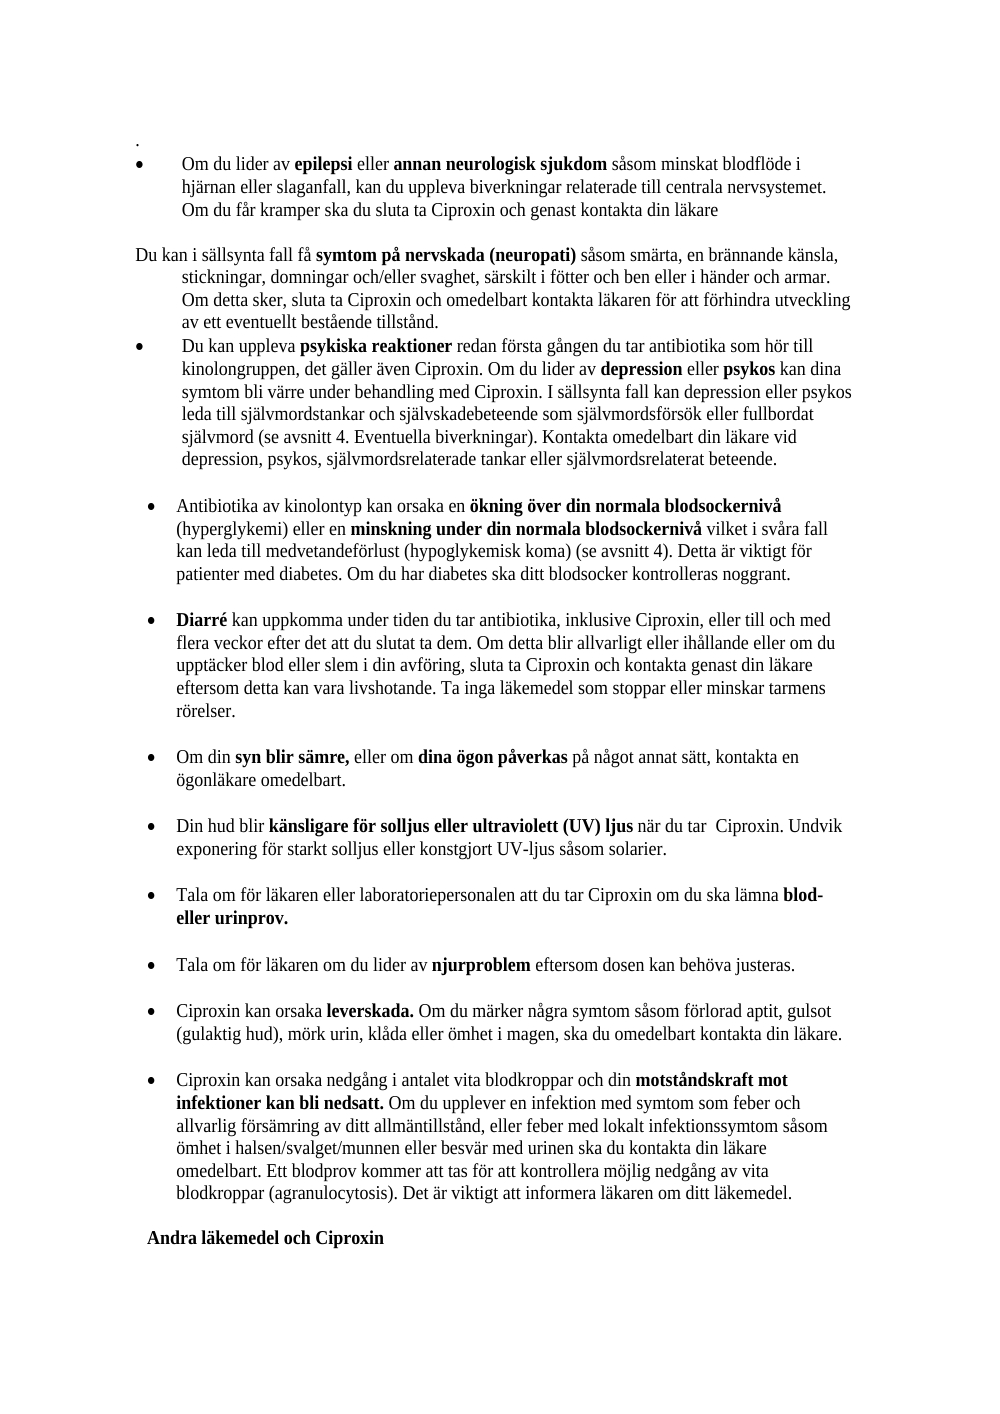 .
● Om du lider av epilepsi eller annan neurologisk sjukdom såsom minskat blodflöde i
hjärnan eller slaganfall, kan du uppleva biverkningar relaterade till centrala nervsystemet.
Om du får kramper ska du sluta ta Ciproxin och genast kontakta din läkare
Du kan i sällsynta fall få symtom på nervskada (neuropati) såsom smärta, en brännande känsla,
stickningar, domningar och/eller svaghet, särskilt i fötter och ben eller i händer och armar.
Om detta sker, sluta ta Ciproxin och omedelbart kontakta läkaren för att förhindra utveckling
av ett eventuellt bestående tillstånd.
● Du kan uppleva psykiska reaktioner redan första gången du tar antibiotika som hör till
kinolongruppen, det gäller även Ciproxin. Om du lider av depression eller psykos kan dina
symtom bli värre under behandling med Ciproxin. I sällsynta fall kan depression eller psykos
leda till självmordstankar och självskadebeteende som självmordsförsök eller fullbordat
självmord (se avsnitt 4. Eventuella biverkningar). Kontakta omedelbart din läkare vid
depression, psykos, självmordsrelaterade tankar eller självmordsrelaterat beteende.
● Antibiotika av kinolontyp kan orsaka en ökning över din normala blodsockernivå
(hyperglykemi) eller en minskning under din normala blodsockernivå vilket i svåra fall
kan leda till medvetandeförlust (hypoglykemisk koma) (se avsnitt 4). Detta är viktigt för
patienter med diabetes. Om du har diabetes ska ditt blodsocker kontrolleras noggrant.
● Diarré kan uppkomma under tiden du tar antibiotika, inklusive Ciproxin, eller till och med
flera veckor efter det att du slutat ta dem. Om detta blir allvarligt eller ihållande eller om du
upptäcker blod eller slem i din avföring, sluta ta Ciproxin och kontakta genast din läkare
eftersom detta kan vara livshotande. Ta inga läkemedel som stoppar eller minskar tarmens
rörelser.
● Om din syn blir sämre, eller om dina ögon påverkas på något annat sätt, kontakta en
ögonläkare omedelbart.
● Din hud blir känsligare för solljus eller ultraviolett (UV) ljus när du tar  Ciproxin. Undvik
exponering för starkt solljus eller konstgjort UV-ljus såsom solarier.
● Tala om för läkaren eller laboratoriepersonalen att du tar Ciproxin om du ska lämna blod-
eller urinprov.
● Tala om för läkaren om du lider av njurproblem eftersom dosen kan behöva justeras.
● Ciproxin kan orsaka leverskada. Om du märker några symtom såsom förlorad aptit, gulsot
(gulaktig hud), mörk urin, klåda eller ömhet i magen, ska du omedelbart kontakta din läkare.
● Ciproxin kan orsaka nedgång i antalet vita blodkroppar och din motståndskraft mot
infektioner kan bli nedsatt. Om du upplever en infektion med symtom som feber och
allvarlig försämring av ditt allmäntillstånd, eller feber med lokalt infektionssymtom såsom
ömhet i halsen/svalget/munnen eller besvär med urinen ska du kontakta din läkare
omedelbart. Ett blodprov kommer att tas för att kontrollera möjlig nedgång av vita
blodkroppar (agranulocytosis). Det är viktigt att informera läkaren om ditt läkemedel.
Andra läkemedel och Ciproxin